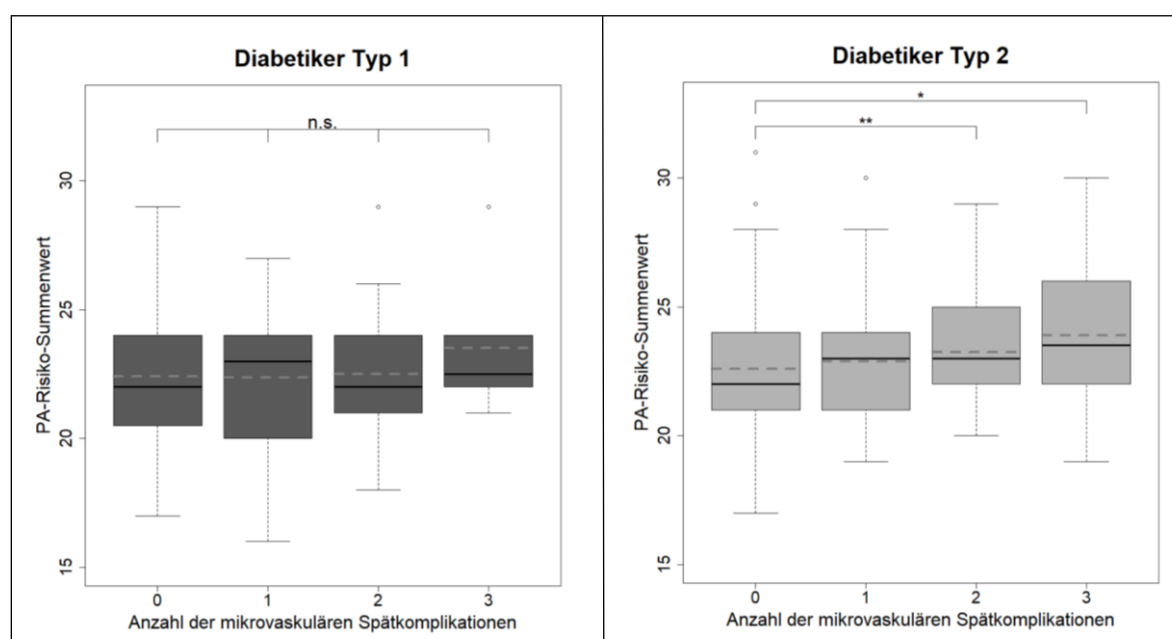 Diabetiker Typ 1
n.s.
30
25
20
15
PA-Risiko-Summenwert
0 1 2 3
Anzahl der mikrovaskulären Spätkomplikationen
Diabetiker Typ 2
*
**
30
25
20
15
PA-Risiko-Summenwert
0 1 2 3
Anzahl der mikrovaskulären Spätkomplikationen